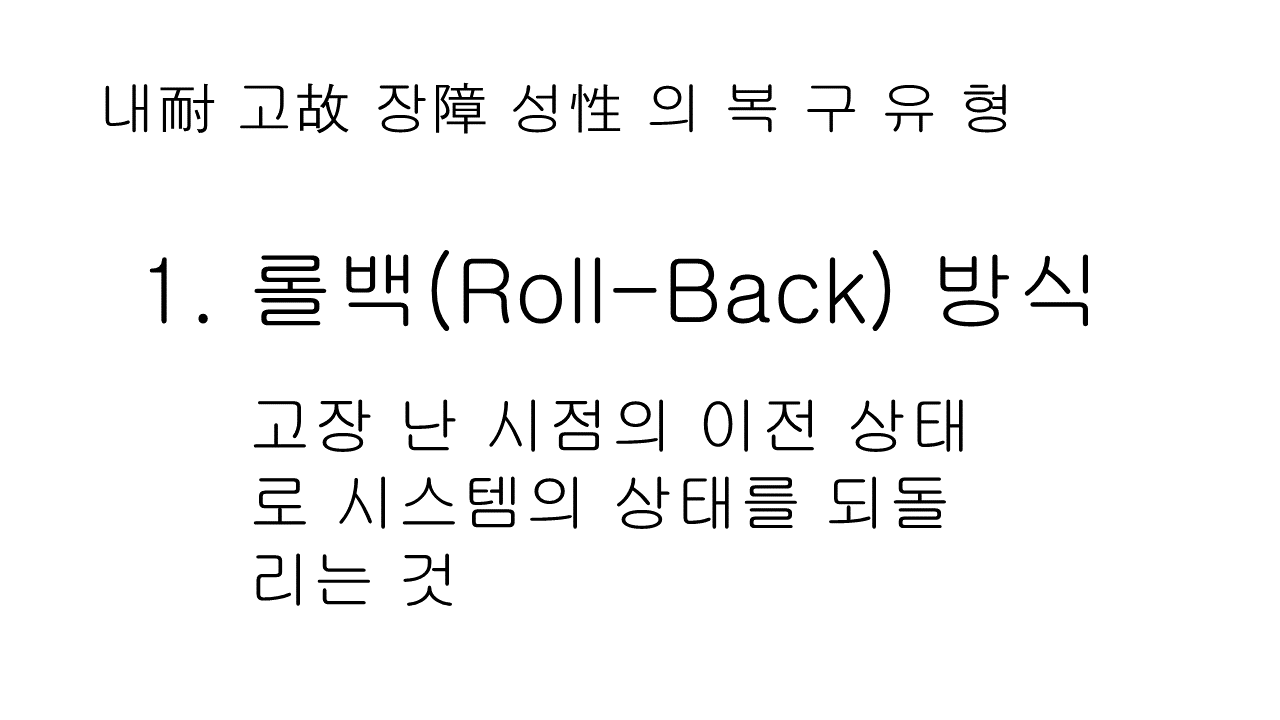 내耐 고故 장障 성性 의 복 구 유 형
1. 롤백(Roll-Back) 방식
고장 난 시점의 이전 상태
로 시스템의 상태를 되돌
리는 것